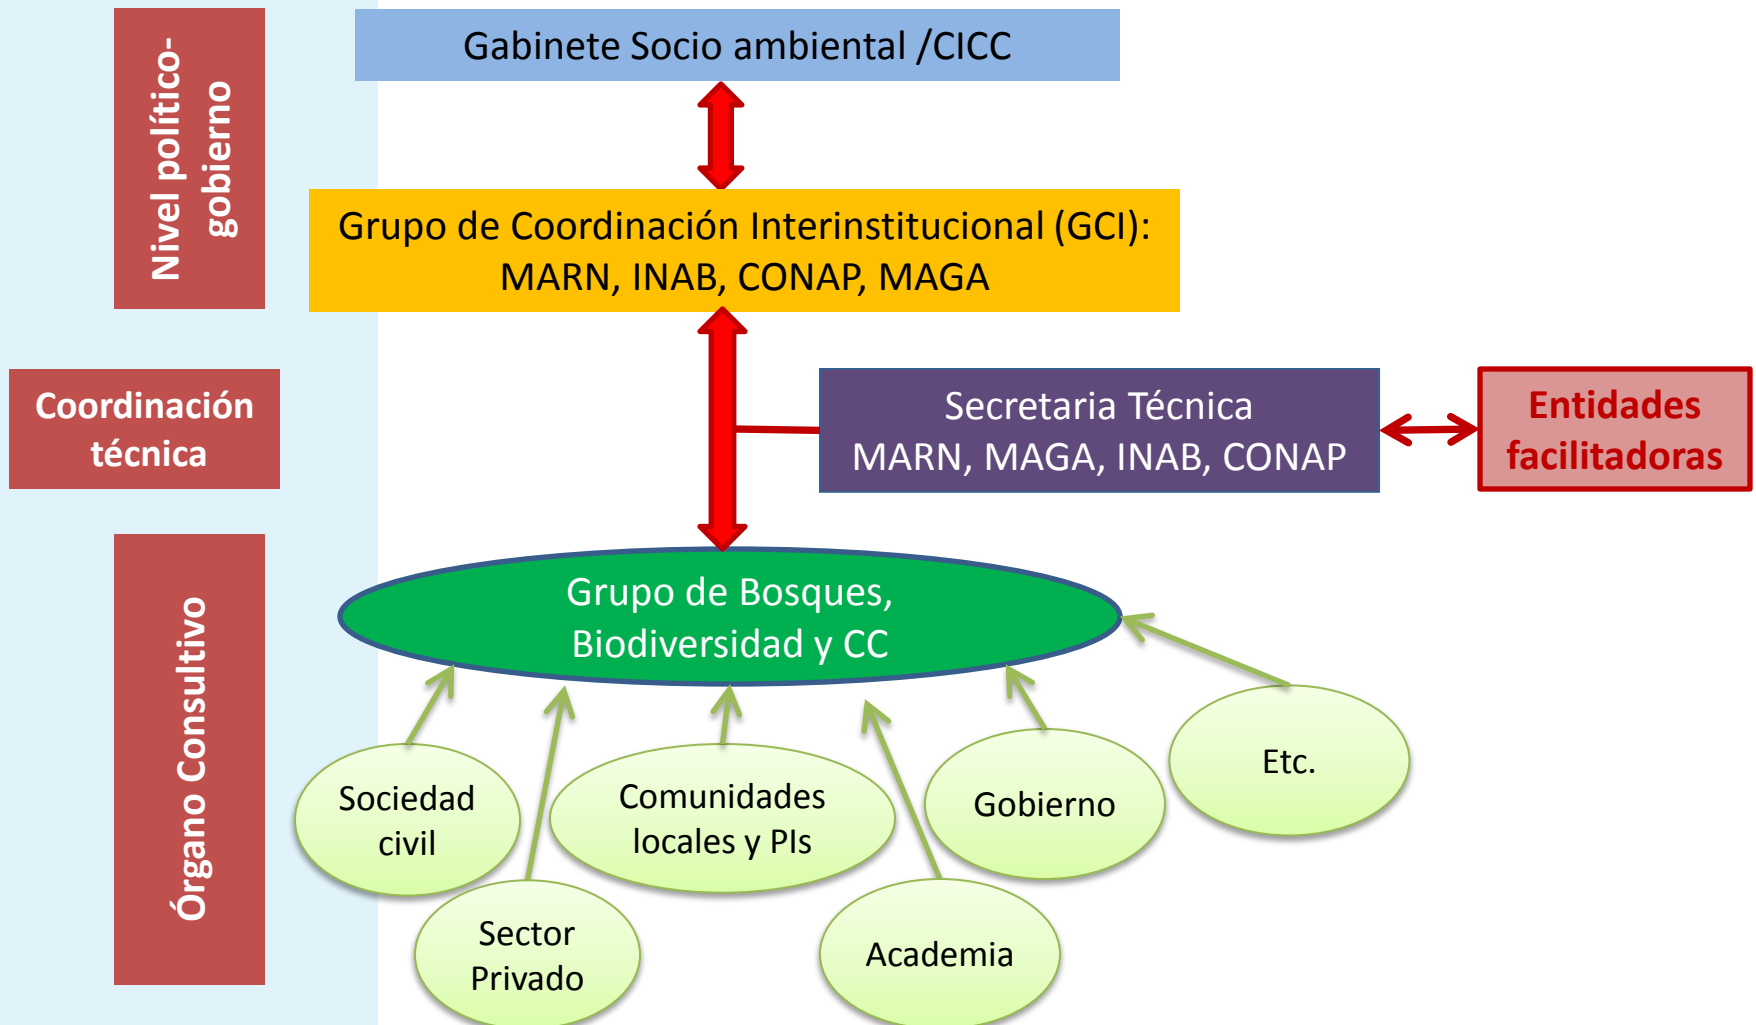 Nivel político-
gobierno
Gabinete Socio ambiental /CICC
Grupo de Coordinación Interinstitucional (GCI):
MARN, INAB, CONAP, MAGA
Coordinación
técnica
Secretaria Técnica
MARN, MAGA, INAB, CONAP
Entidades
facilitadoras
Órgano Consultivo
Grupo de Bosques,
Biodiversidad y CC
Sociedad
civil
Sector
Privado
Comunidades
locales y PIs
Academia
Gobierno
Etc.